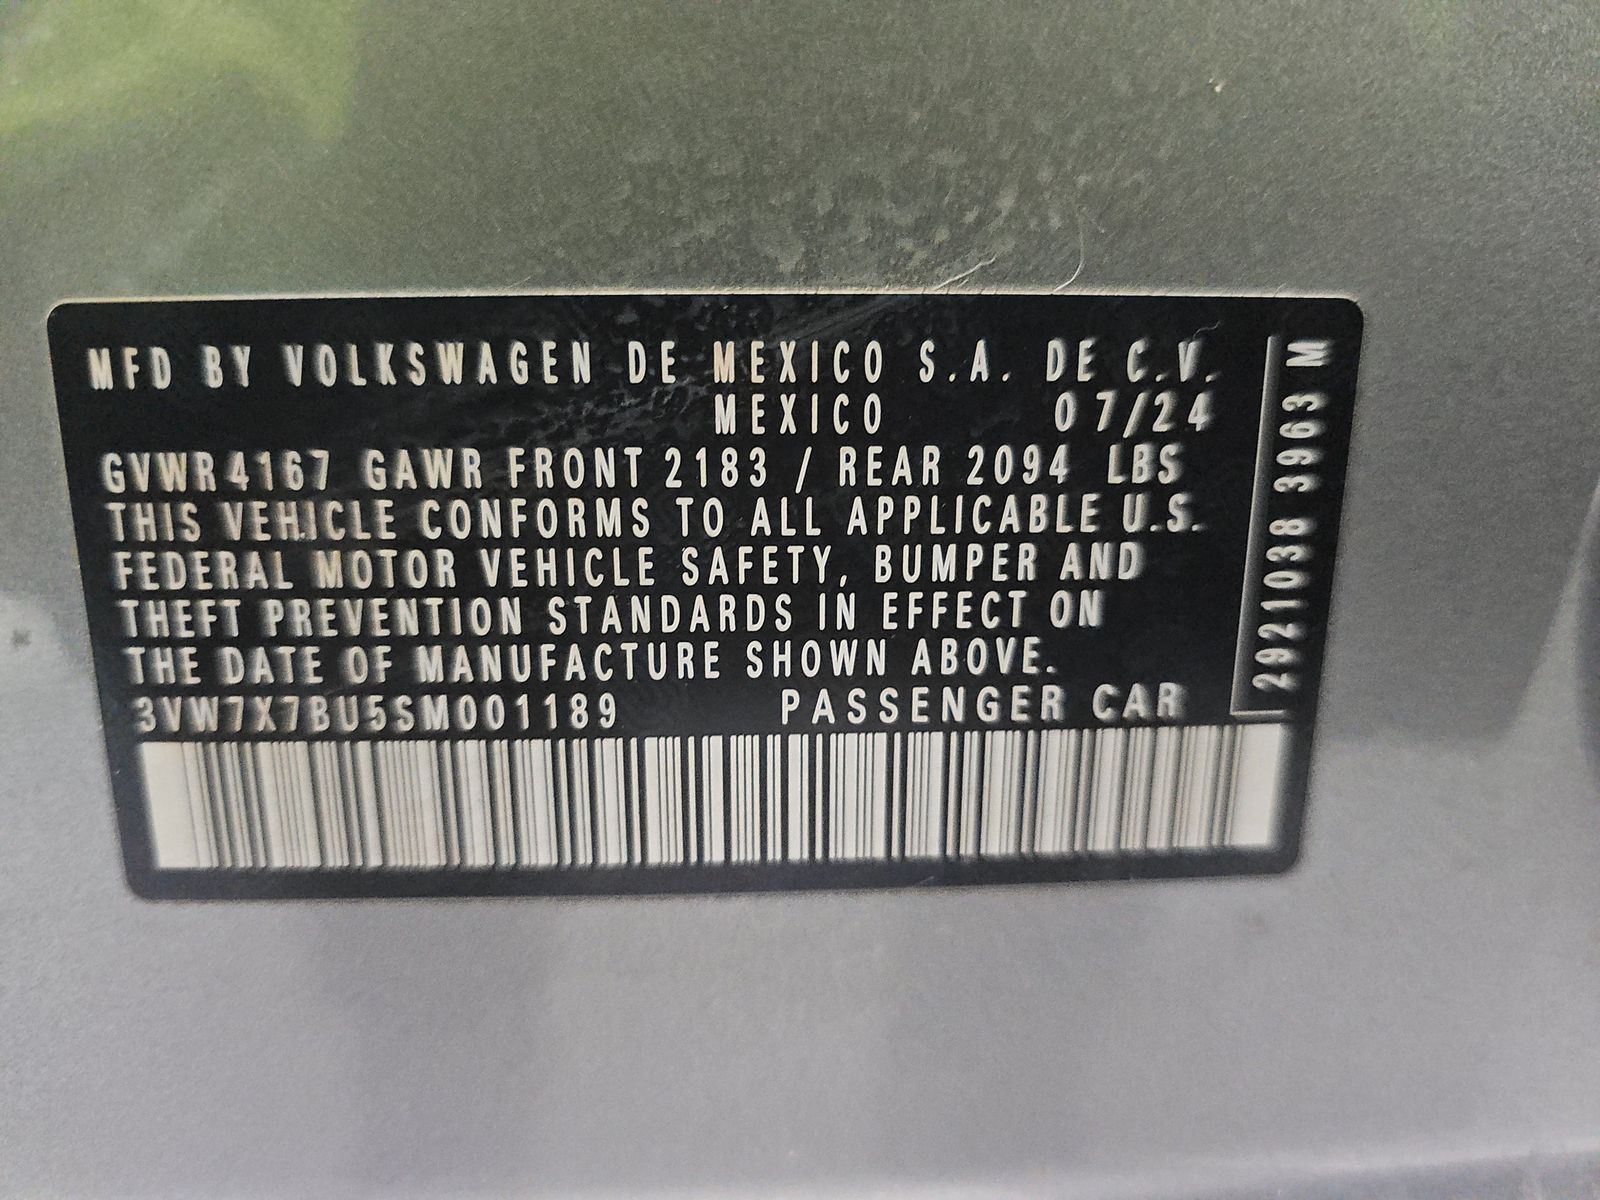 MFD BY VOLKSWAGEN DE MEXICO S.A. DE C.V.
MEXICO 07/24
GVWR4167 GAWR FRONT 2183 / REAR 2094 LBS
THIS VEHICLE CONFORMS TO ALL APPLICABLE U.S.
FEDERAL MOTOR VEHICLE SAFETY, BUMPER AND
THEFT PREVENTION STANDARDS IN EFFECT ON
THE DATE OF MANUFACTURE SHOWN ABOVE.
3VW7X7BU5SM001189 PASSENGER CAR
2921038 3963 M